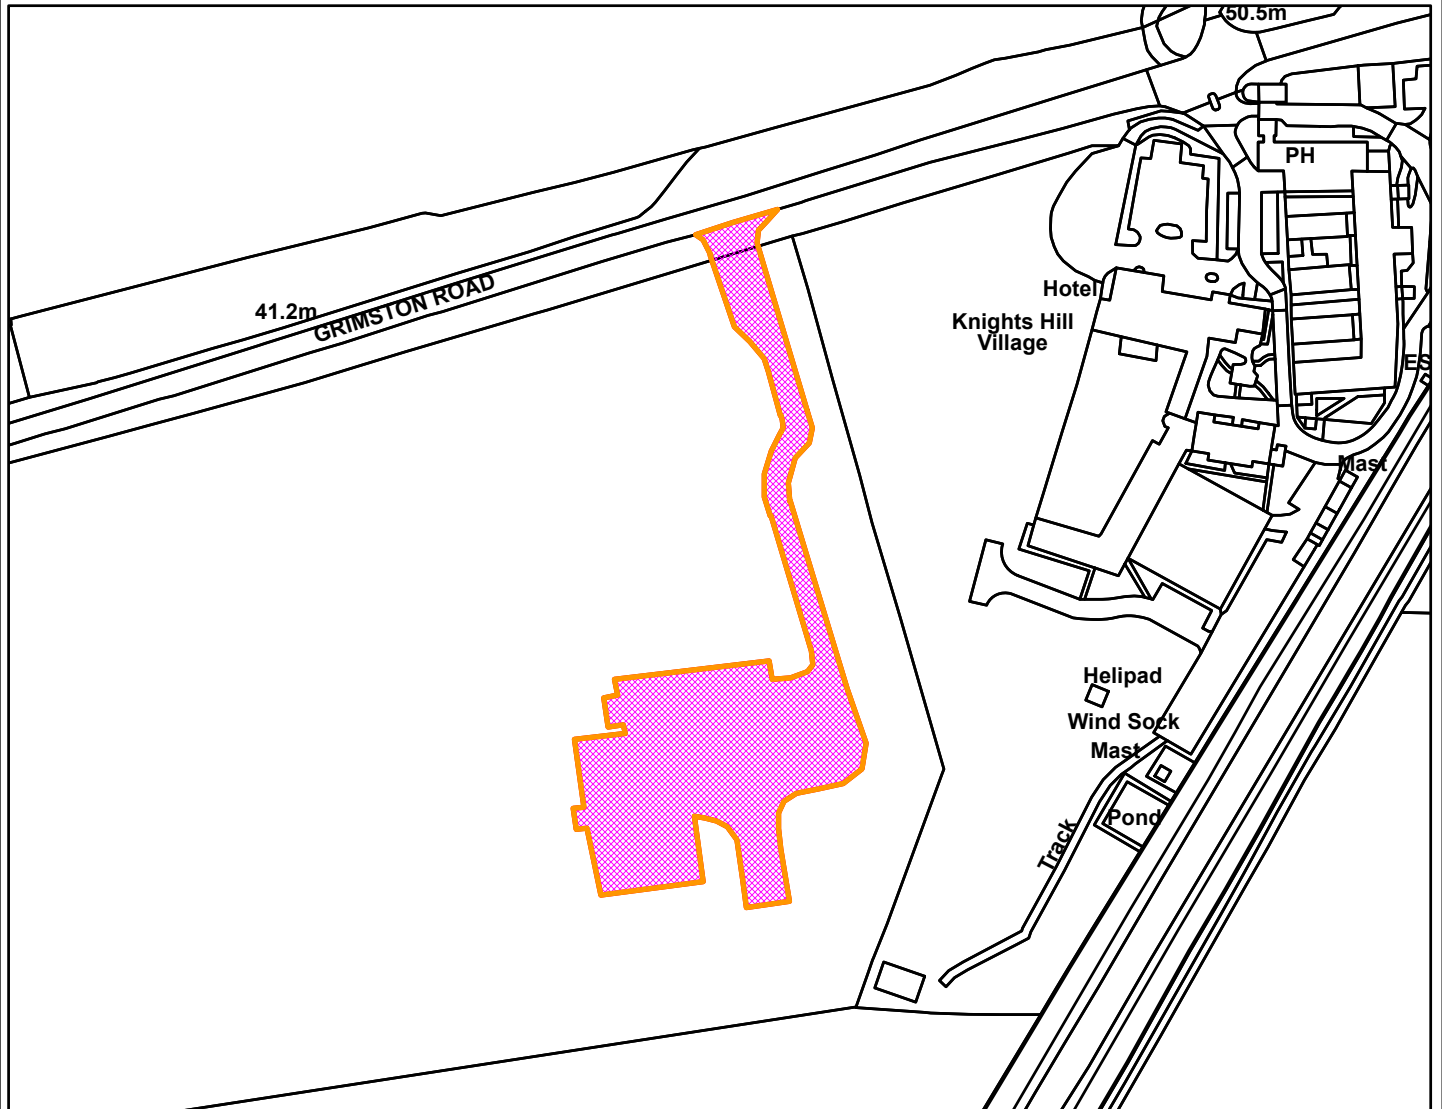 50.5m
PH
41.2m
GRIMSTON ROAD
Hotel
Knights Hill
Village
ES
Mast
Helipad
Wind Sock
Mast
Pond
Track